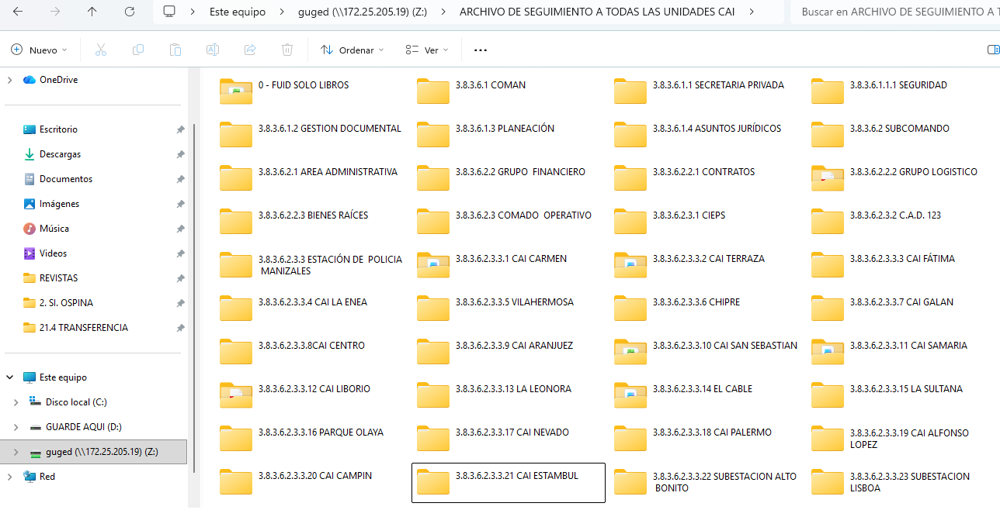 Este equipo > guged (\\172.25.205.19) (Z:) > ARCHIVO DE SEGUIMIENTO A TODAS LAS UNIDADES CAI >
Buscar en ARCHIVO DE SEGUIMIENTO A T
Nuevo
Ordenar
Ver
OneDrive
Escritorio
Descargas
Documentos
Imágenes
Música
Videos
REVISTAS
2. SI. OSPINA
21.4 TRANSFERENCIA
Este equipo
Disco local (C:)
GUARDE AQUI (D:)
guged (\\172.25.205.19) (Z:)
Red
0 - FUID SOLO LIBROS
3.8.3.6.1 COMAN
3.8.3.6.1.1 SECRETARIA PRIVADA
3.8.3.6.1.1.1 SEGURIDAD
3.8.3.6.1.2 GESTION DOCUMENTAL
3.8.3.6.1.3 PLANEACIÓN
3.8.3.6.1.4 ASUNTOS JURÍDICOS
3.8.3.6.2 SUBCOMANDO
3.8.3.6.2.1 AREA ADMINISTRATIVA
3.8.3.6.2.2 GRUPO  FINANCIERO
3.8.3.6.2.2.1 CONTRATOS
3.8.3.6.2.2.2 GRUPO LOGISTICO
3.8.3.6.2.2.3 BIENES RAÍCES
3.8.3.6.2.3 COMADO  OPERATIVO
3.8.3.6.2.3.1 CIEPS
3.8.3.6.2.3.2 C.A.D. 123
3.8.3.6.2.3.3 ESTACIÓN DE  POLICIA
MANIZALES
3.8.3.6.2.3.3.1 CAI CARMEN
3.8.3.6.2.3.3.2 CAI TERRAZA
3.8.3.6.2.3.3.3 CAI FÁTIMA
3.8.3.6.2.3.3.4 CAI LA ENEA
3.8.3.6.2.3.3.5 VILAHERMOSA
3.8.3.6.2.3.3.6 CHIPRE
3.8.3.6.2.3.3.7 CAI GALAN
3.8.3.6.2.3.3.8CAI CENTRO
3.8.3.6.2.3.3.9 CAI ARANJUEZ
3.8.3.6.2.3.3.10 CAI SAN SEBASTIAN
3.8.3.6.2.3.3.11 CAI SAMARIA
3.8.3.6.2.3.3.12 CAI LIBORIO
3.8.3.6.2.3.3.13 LA LEONORA
3.8.3.6.2.3.3.14 EL CABLE
3.8.3.6.2.3.3.15 LA SULTANA
3.8.3.6.2.3.3.16 PARQUE OLAYA
3.8.3.6.2.3.3.17 CAI NEVADO
3.8.3.6.2.3.3.18 CAI PALERMO
3.8.3.6.2.3.3.19 CAI ALFONSO
LOPEZ
3.8.3.6.2.3.3.20 CAI CAMPIN
3.8.3.6.2.3.3.21 CAI ESTAMBUL
3.8.3.6.2.3.3.22 SUBESTACION ALTO
BONITO
3.8.3.6.2.3.3.23 SUBESTACION
LISBOA